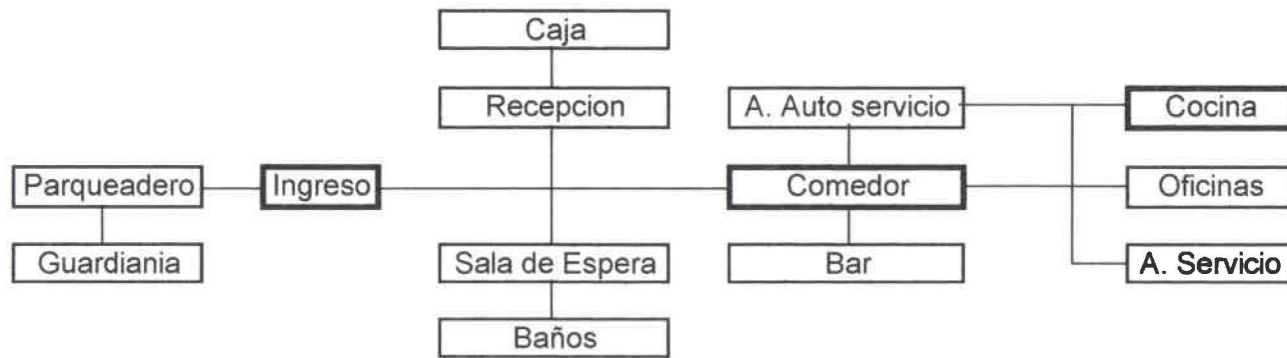 Caja
Recepcion
A. Auto servicio
Cocina
Parqueadero
Ingreso
Comedor
Oficinas
Guardiania
Sala de Espera
Bar
A. Servicio
Baños